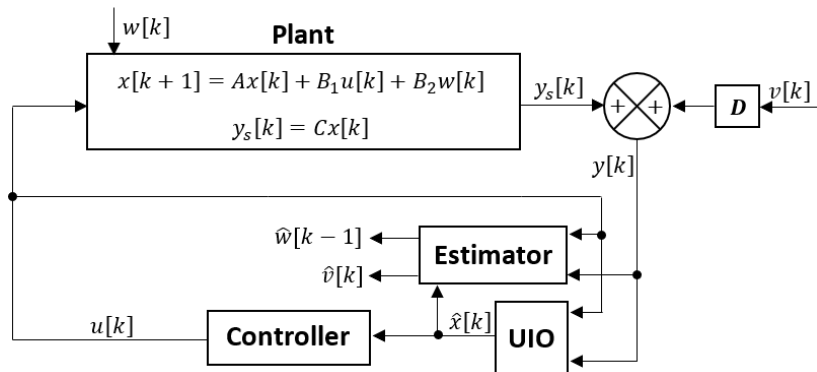 w[k]
Plant
x[k + 1] = Ax[k] + B₁u[k] + B₂w[k]
yₛ[k] = Cx[k]
yₛ[k]
+ +
D
v[k]
y[k]
ŵ[k − 1]
v̂[k]
Estimator
u[k]
Controller
x̂[k]
UIO